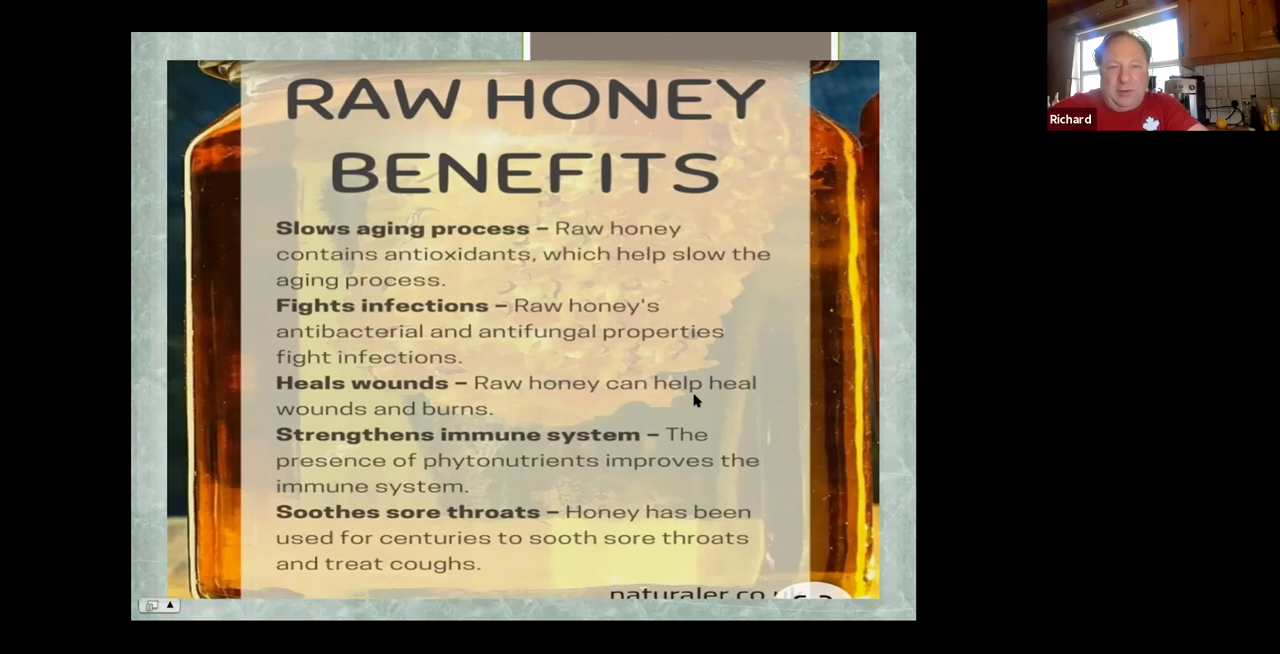 RAW HONEY
BENEFITS
Slows aging process – Raw honey
contains antioxidants, which help slow the
aging process.
Fights infections – Raw honey's
antibacterial and antifungal properties
fight infections.
Heals wounds – Raw honey can help heal
wounds and burns.
Strengthens immune system – The
presence of phytonutrients improves the
immune system.
Soothes sore throats – Honey has been
used for centuries to sooth sore throats
and treat coughs.
naturaler.co
Richard